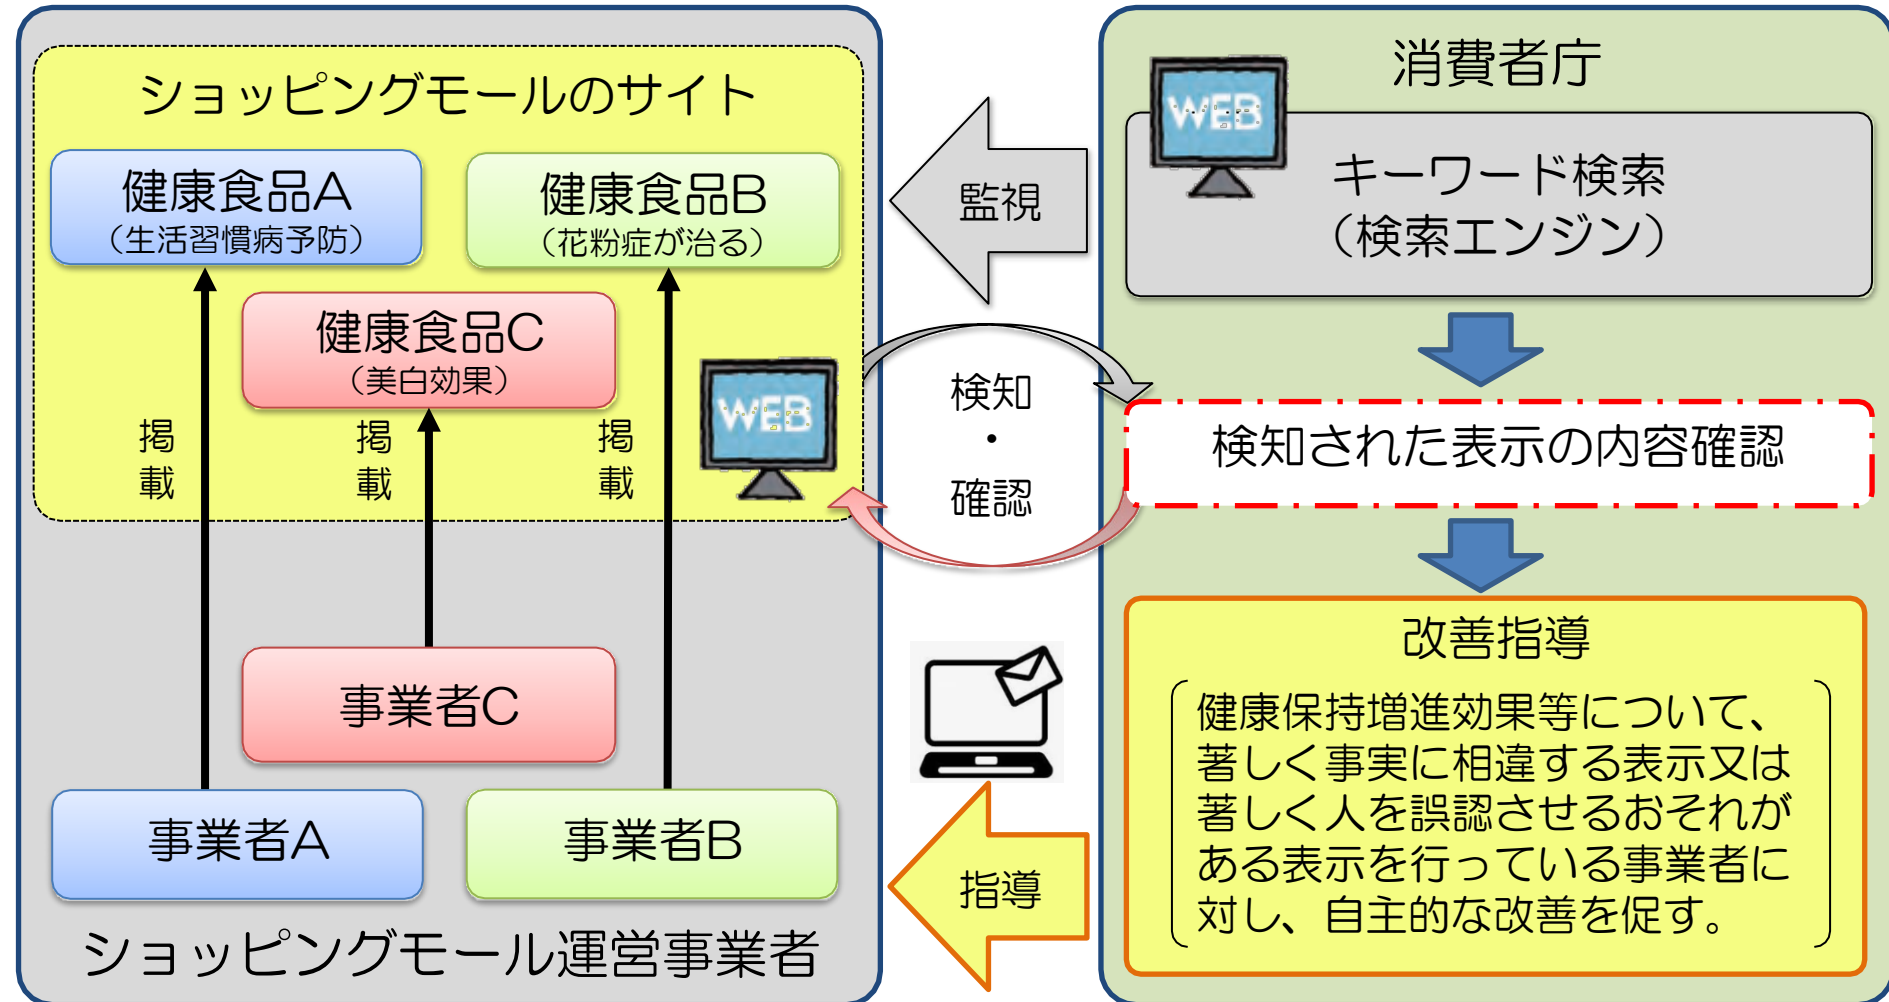 ショッピングモールのサイト
健康食品A
（生活習慣病予防）
健康食品B
（花粉症が治る）
健康食品C
（美白効果）
掲載
掲載
掲載
WEB
事業者C
事業者A
事業者B
ショッピングモール運営事業者
監視
検知
・
確認
指導
消費者庁
WEB
キーワード検索
（検索エンジン）
検知された表示の内容確認
改善指導
健康保持増進効果等について、
著しく事実に相違する表示又は
著しく人を誤認させるおそれが
ある表示を行っている事業者に
対し、自主的な改善を促す。